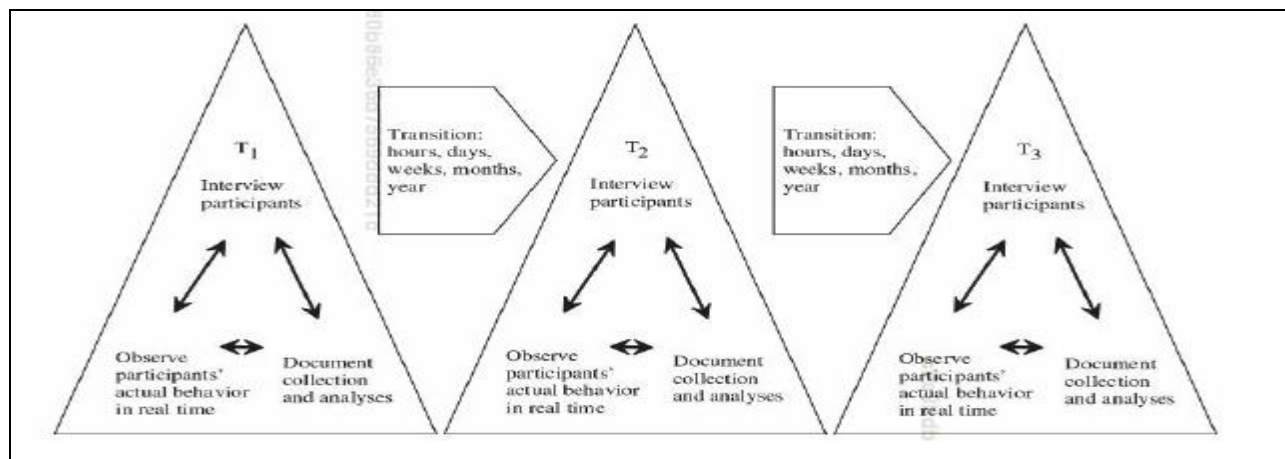 T1
Interview
participants
Observe
participants'
actual behavior
in real time
Document
collection
and analyses
Transition:
hours, days,
weeks, months,
year
T2
Interview
participants
Observe
participants'
actual behavior
in real time
Document
collection
and analyses
Transition:
hours, days,
weeks, months,
year
T3
Interview
participants
Observe
participants'
actual behavior
in real time
Document
collection
and analyses